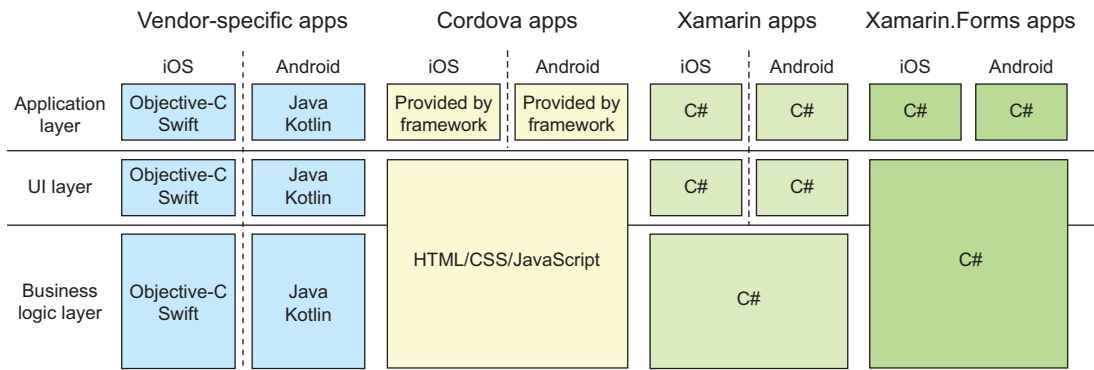 Vendor-specific apps
Cordova apps
Xamarin apps
Xamarin.Forms apps
iOS
Android
iOS
Android
iOS
Android
iOS
Android
Application
layer
Objective-C
Swift
Java
Kotlin
Provided by
framework
Provided by
framework
C#
C#
C#
C#
UI layer
Objective-C
Swift
Java
Kotlin
HTML/CSS/JavaScript
C#
C#
C#
Business
logic layer
Objective-C
Swift
Java
Kotlin
C#